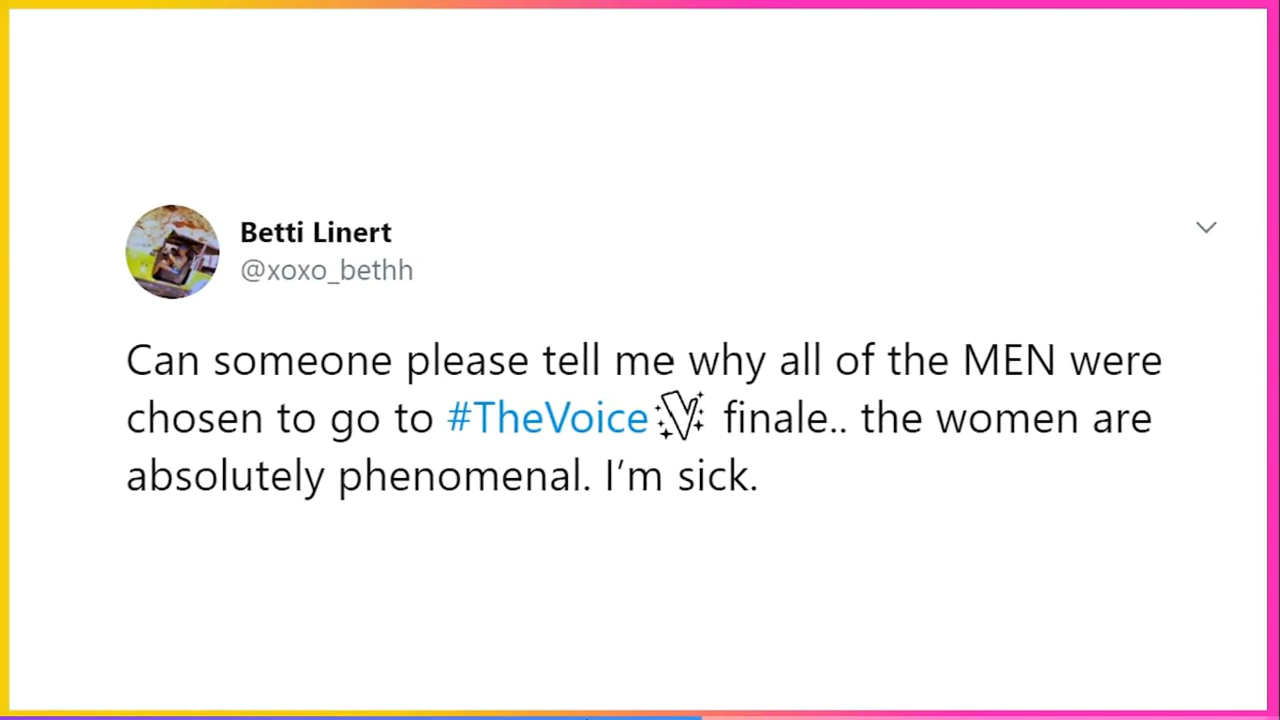 Betti Linert
@xoxo_bethh
Can someone please tell me why all of the MEN were
chosen to go to #TheVoice finale.. the women are
absolutely phenomenal. I’m sick.